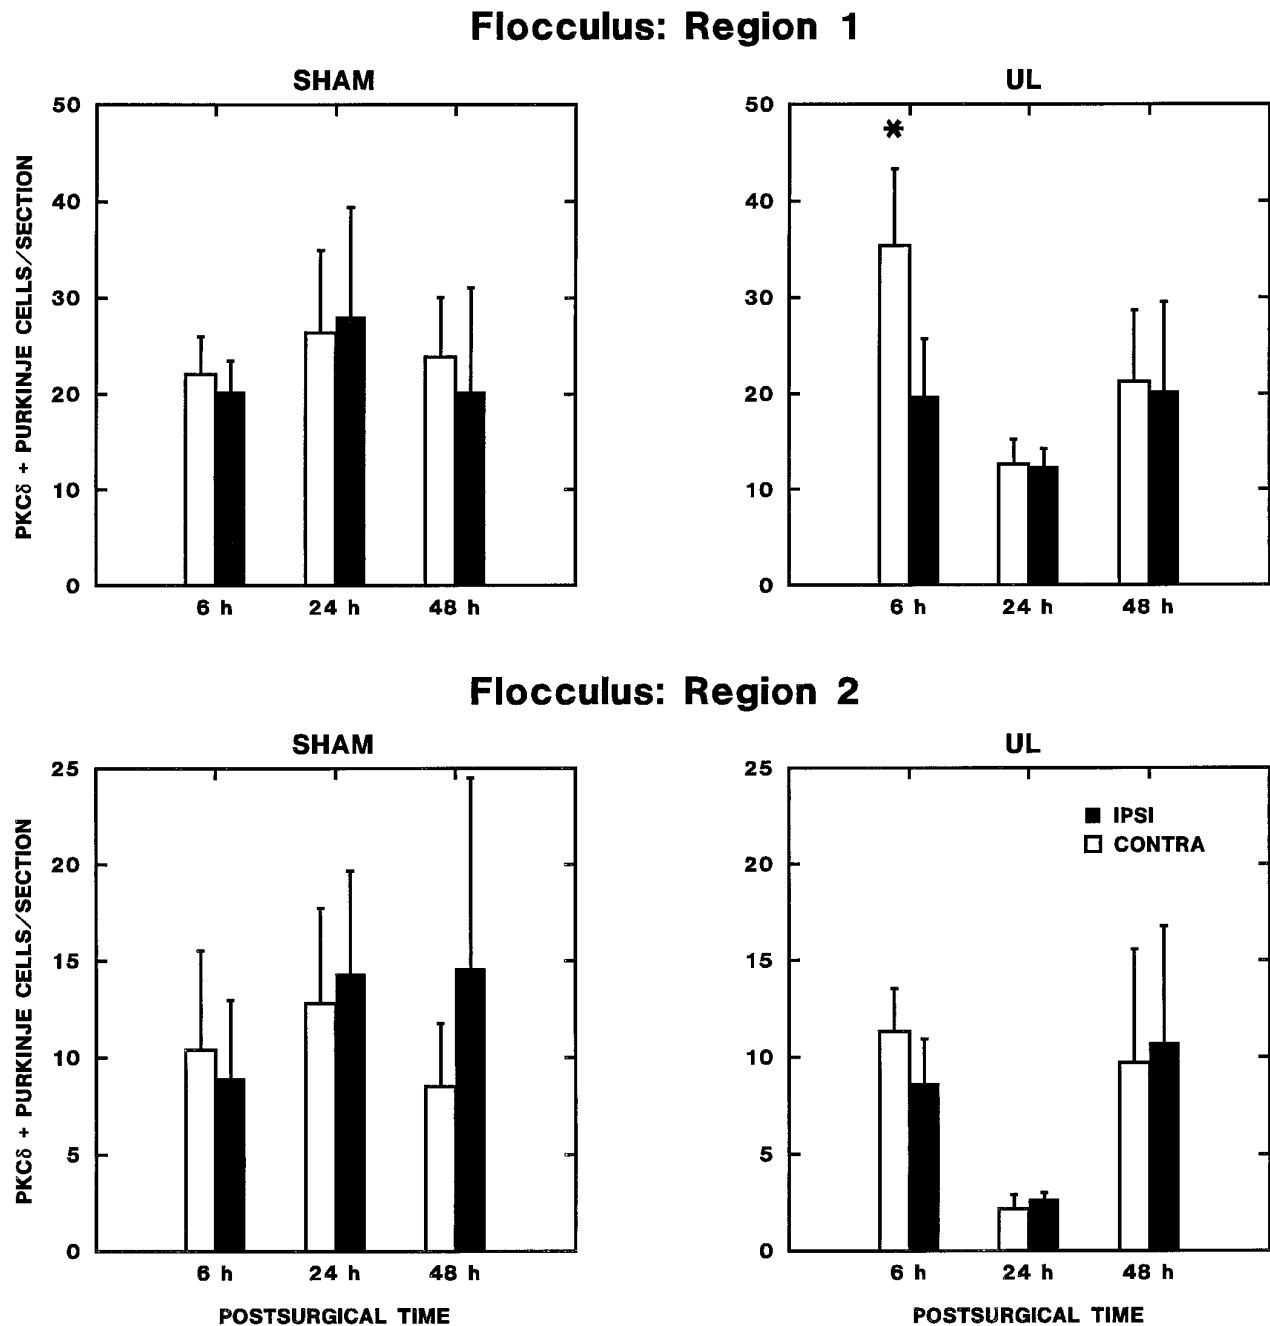 Flocculus: Region 1
SHAM
UL
PKCδ + PURKINJE CELLS/SECTION
50
40
30
20
10
0
6 h 24 h 48 h
50
40
30
20
10
0
*
6 h 24 h 48 h
Flocculus: Region 2
SHAM
UL
PKCδ + PURKINJE CELLS/SECTION
25
20
15
10
5
0
6 h 24 h 48 h
POSTSURGICAL TIME
25
20
15
10
5
0
IPSI
CONTRA
6 h 24 h 48 h
POSTSURGICAL TIME